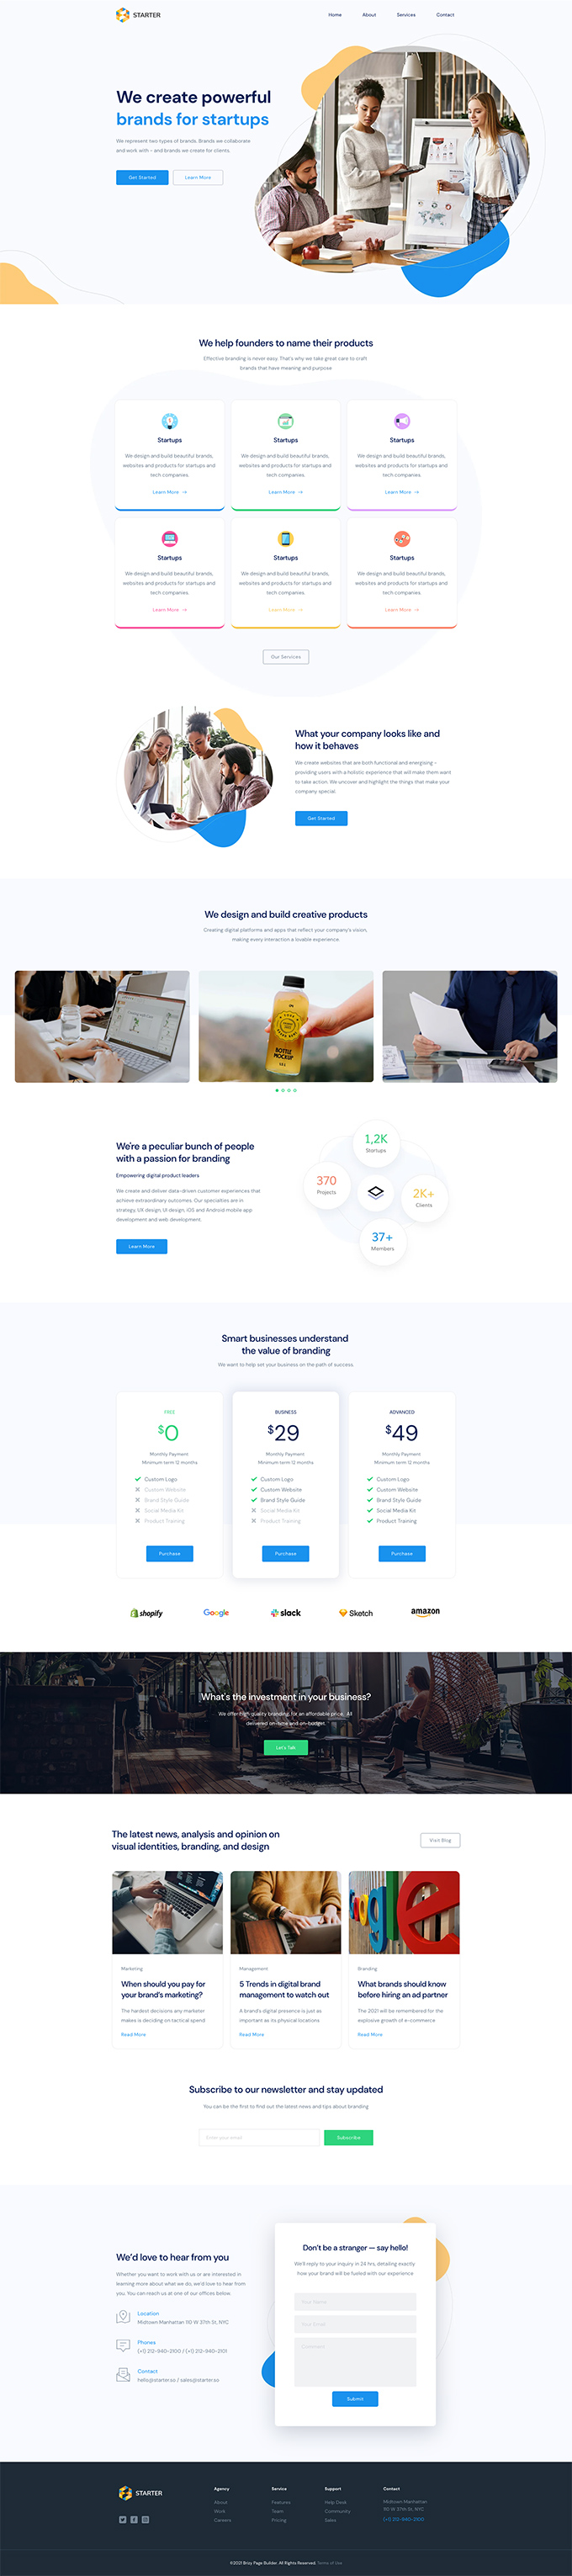 STARTER
Home About Services Contact
We create powerful
brands for startups
We represent two types of brands. Brands we collaborate
and work with - and brands we create for clients.
Get Started Learn More
We help founders to name their products
Effective branding is never easy. That's why we take great care to craft
brands that have meaning and purpose
Startups
We design and build beautiful brands,
websites and products for startups and
tech companies.
Learn More →
Startups
We design and build beautiful brands,
websites and products for startups and
tech companies.
Learn More →
Startups
We design and build beautiful brands,
websites and products for startups and
tech companies.
Learn More →
Startups
We design and build beautiful brands,
websites and products for startups and
tech companies.
Learn More →
Startups
We design and build beautiful brands,
websites and products for startups and
tech companies.
Learn More →
Startups
We design and build beautiful brands,
websites and products for startups and
tech companies.
Learn More →
Our Services
What your company looks like and
how it behaves
We create websites that are both functional and energising -
providing users with a holistic experience that will make them want
to take action. We uncover and highlight the things that make your
company special.
Get Started
We design and build creative products
Creating digital platforms and apps that reflect your company's vision,
making every interaction a lovable experience.
BOTTLE
MOCKUP
We're a peculiar bunch of people
with a passion for branding
Empowering digital product leaders
We create and deliver data-driven customer experiences that
achieve extraordinary outcomes. Our specialties are in
strategy, UX design, UI design, iOS and Android mobile app
development and web development.
Learn More
1,2K
Startups
370
Projects
2K+
Clients
37+
Members
Smart businesses understand
the value of branding
We want to help set your business on the path of success.
FREE
$0
Monthly Payment
Minimum term 12 months
Custom Logo
Custom Website
Brand Style Guide
Social Media Kit
Product Training
Purchase
BUSINESS
$29
Monthly Payment
Minimum term 12 months
Custom Logo
Custom Website
Brand Style Guide
Social Media Kit
Product Training
Purchase
ADVANCED
$49
Monthly Payment
Minimum term 12 months
Custom Logo
Custom Website
Brand Style Guide
Social Media Kit
Product Training
Purchase
shopify Google slack Sketch amazon
What's the investment in your business?
We offer high-quality branding, for an affordable price. All
delivered on-time and on-budget.
Let's Talk
The latest news, analysis and opinion on
visual identities, branding, and design
Visit Blog
Marketing
When should you pay for
your brand's marketing?
The hardest decisions any marketer
makes is deciding on tactical spend
Read More
Management
5 Trends in digital brand
management to watch out
A brand's digital presence is just as
important as its physical locations
Read More
Branding
What brands should know
before hiring an ad partner
The 2021 will be remembered for the
explosive growth of e-commerce
Read More
Subscribe to our newsletter and stay updated
You can be the first to find out the latest news and tips about branding
Enter your email
Subscribe
We'd love to hear from you
Whether you want to work with us or are interested in
learning more about what we do, we'd love to hear from
you. You can reach us at one of our offices below.
Location
Midtown Manhattan 110 W 37th St, NYC
Phones
(+1) 212-940-2100 / (+1) 212-940-2101
Contact
hello@starter.so / sales@starter.so
Don't be a stranger — say hello!
We'll reply to your inquiry in 24 hrs, detailing exactly
how your brand will be fueled with our experience
Your Name
Your Email
Comment
Submit
STARTER
Agency
About
Work
Careers
Service
Features
Team
Pricing
Support
Help Desk
Community
Sales
Contact
Midtown Manhattan
110 W 37th St, NYC
(+1) 212-940-2100
©2021 Brizy Page Builder. All Rights Reserved. Terms of Use